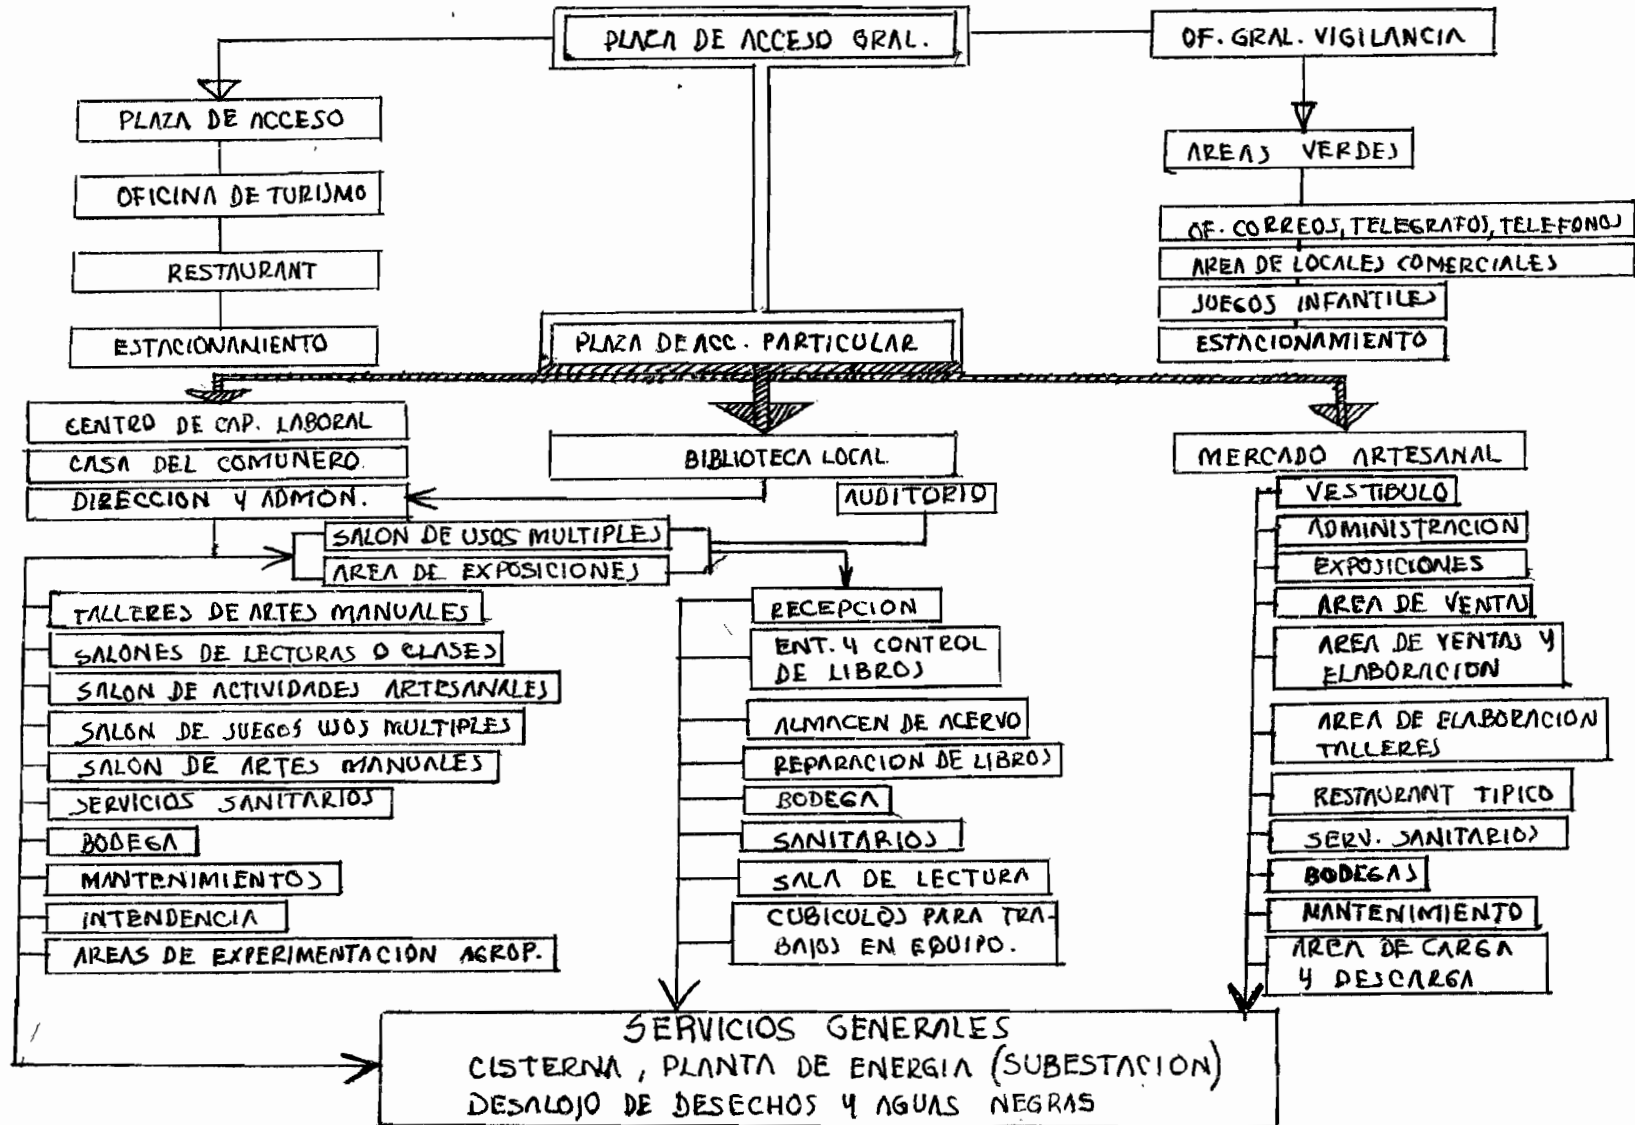 PLAZA DE ACCESO GRAL.
OF. GRAL. VIGILANCIA
PLAZA DE ACCESO
OFICINA DE TURISMO
RESTAURANT
ESTACIONAMIENTO
AREAS VERDES
OF. CORREOS, TELEGRAFOS, TELEFONOS
AREA DE LOCALES COMERCIALES
JUEGOS INFANTILES
ESTACIONAMIENTO
PLAZA DE ACC. PARTICULAR
CENTRO DE CAP. LABORAL
CASA DEL COMUNERO.
DIRECCION Y ADMON.
BIBLIOTECA LOCAL.
AUDITORIO
SALON DE USOS MULTIPLES
AREA DE EXPOSICIONES
TALLERES DE ARTES MANUALES
SALONES DE LECTURAS O CLASES
SALON DE ACTIVIDADES ARTESANALES
SALON DE JUEGOS USOS MULTIPLES
SALON DE ARTES MANUALES
SERVICIOS SANITARIOS
BODEGA
MANTENIMIENTOS
INTENDENCIA
AREAS DE EXPERIMENTACION AGROP.
RECEPCION
ENT. Y CONTROL
DE LIBROS
ALMACEN DE ACERVO
REPARACION DE LIBROS
BODEGA
SANITARIOS
SALA DE LECTURA
CUBICULOS PARA TRA-
BAJOS EN EQUIPO.
MERCADO ARTESANAL
VESTIBULO
ADMINISTRACION
EXPOSICIONES
AREA DE VENTAS
AREA DE VENTAS Y
ELABORACION
AREA DE ELABORACION
TALLERES
RESTAURANT TIPICO
SERV. SANITARIOS
BODEGAS
MANTENIMIENTO
AREA DE CARGA
Y DESCARGA
SERVICIOS GENERALES
CISTERNA, PLANTA DE ENERGIA (SUBESTACION)
DESALOJO DE DESECHOS Y AGUAS NEGRAS